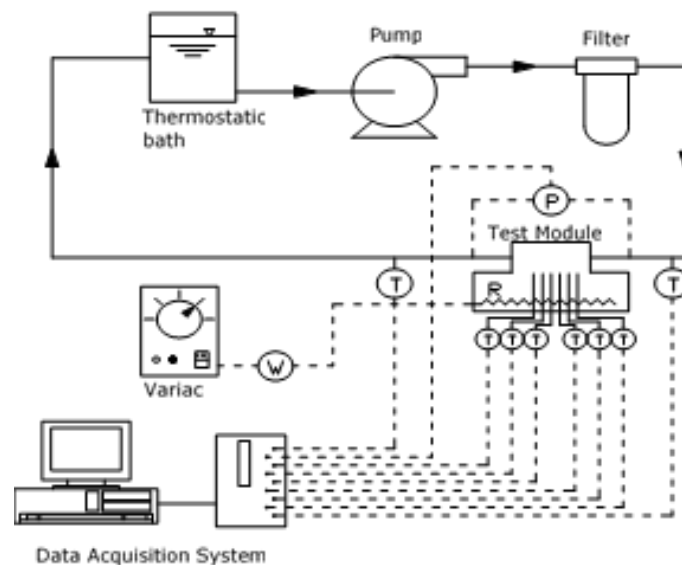 Pump
Filter
Thermostatic
bath
P
Test Module
T
R
T
T T T T T T
W
Variac
Data Acquisition System